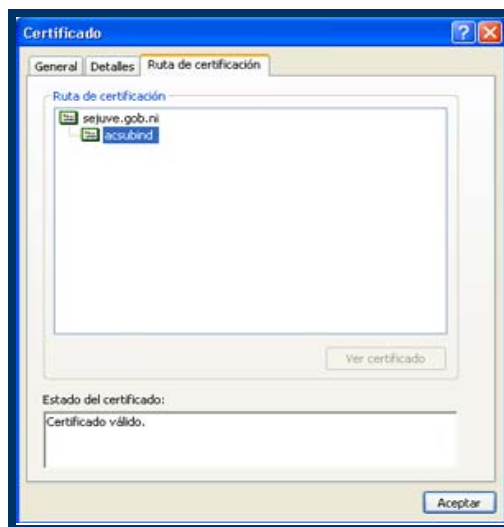 Certificado
General Detalles Ruta de certificación
Ruta de certificación
sejuve.gob.ni
acsubind
Ver certificado
Estado del certificado:
Certificado válido.
Aceptar